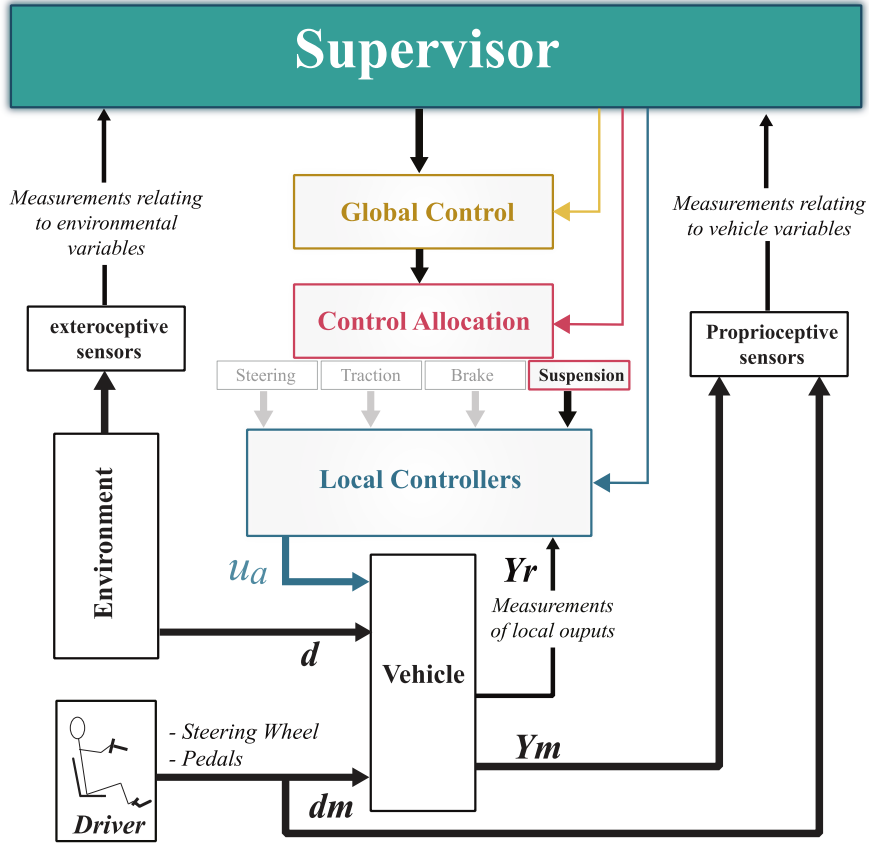 Supervisor
Measurements relating
to environmental
variables
Global Control
Measurements relating
to vehicle variables
Control Allocation
exteroceptive
sensors
Proprioceptive
sensors
Steering
Traction
Brake
Suspension
Local Controllers
Environment
ua
Yr
Measurements
of local ouputs
d
Vehicle
- Steering Wheel
- Pedals
Ym
dm
Driver